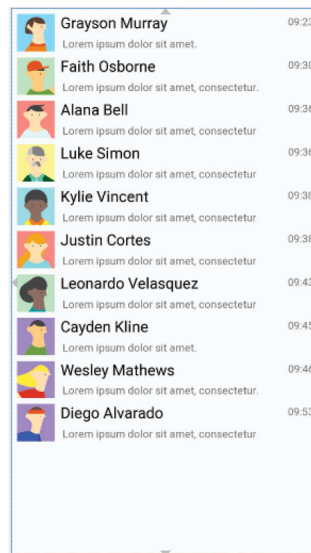 Grayson Murray 09:23
Lorem ipsum dolor sit amet.
Faith Osborne 09:30
Lorem ipsum dolor sit amet, consectetur.
Alana Bell 09:36
Lorem ipsum dolor sit amet, consectetur
Luke Simon 09:36
Lorem ipsum dolor sit amet, consectetur
Kylie Vincent 09:38
Lorem ipsum dolor sit amet, consectetur
Justin Cortes 09:38
Lorem ipsum dolor sit amet, consectetur
Leonardo Velasquez 09:43
Lorem ipsum dolor sit amet, consectetur
Cayden Kline 09:45
Lorem ipsum dolor sit amet.
Wesley Mathews 09:46
Lorem ipsum dolor sit amet, consectetur.
Diego Alvarado 09:53
Lorem ipsum dolor sit amet, consectetur